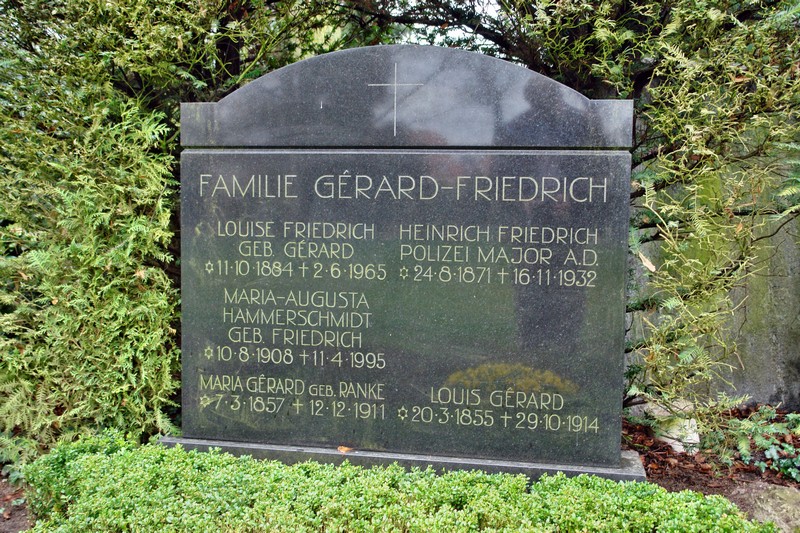 FAMILIE GÊRARD-FRIEDRICH
LOUISE FRIEDRICH
GEB. GÉRARD
✡11·10·1884 + 2·6·1965
HEINRICH FRIEDRICH
POLIZEI MAJOR A.D.
✡24·8·1871 + 16·11·1932
MARIA-AUGUSTA
HAMMERSCHMIDT
GEB. FRIEDRICH
✡10·8·1908 + 11·4·1995
MARIA GÉRARD GEB. RANKE
✡7·3·1857 + 12·12·1911
LOUIS GÊRARD
✡20·3·1855 + 29·10·1914